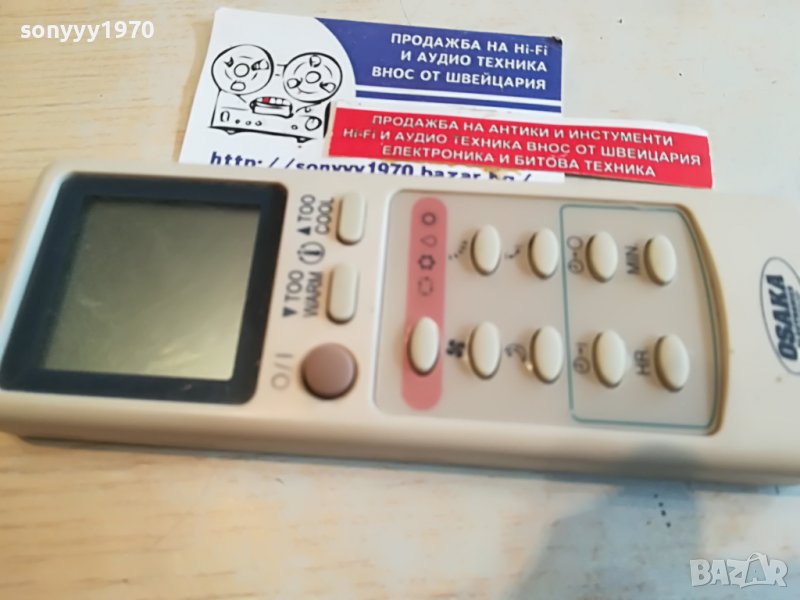 sonyyy1970
ПРОДАЖБА НА Hi-Fi
И АУДИО ТЕХНИКА
ВНОС ОТ ШВЕЙЦАРИЯ
ПРОДАЖБА НА АНТИКИ И ИНСТУМЕНТИ
Hi-Fi И АУДИО ТЕХНИКА ВНОС ОТ ШВЕЙЦАРИЯ
ЕЛЕКТРОНИКА И БИТОВА ТЕХНИКА
http://sonyyy1970.bazar.bg/
▲ TOO COOL
▼ TOO WARM
I/O
MIN
HR
OSAKA
BAZAR